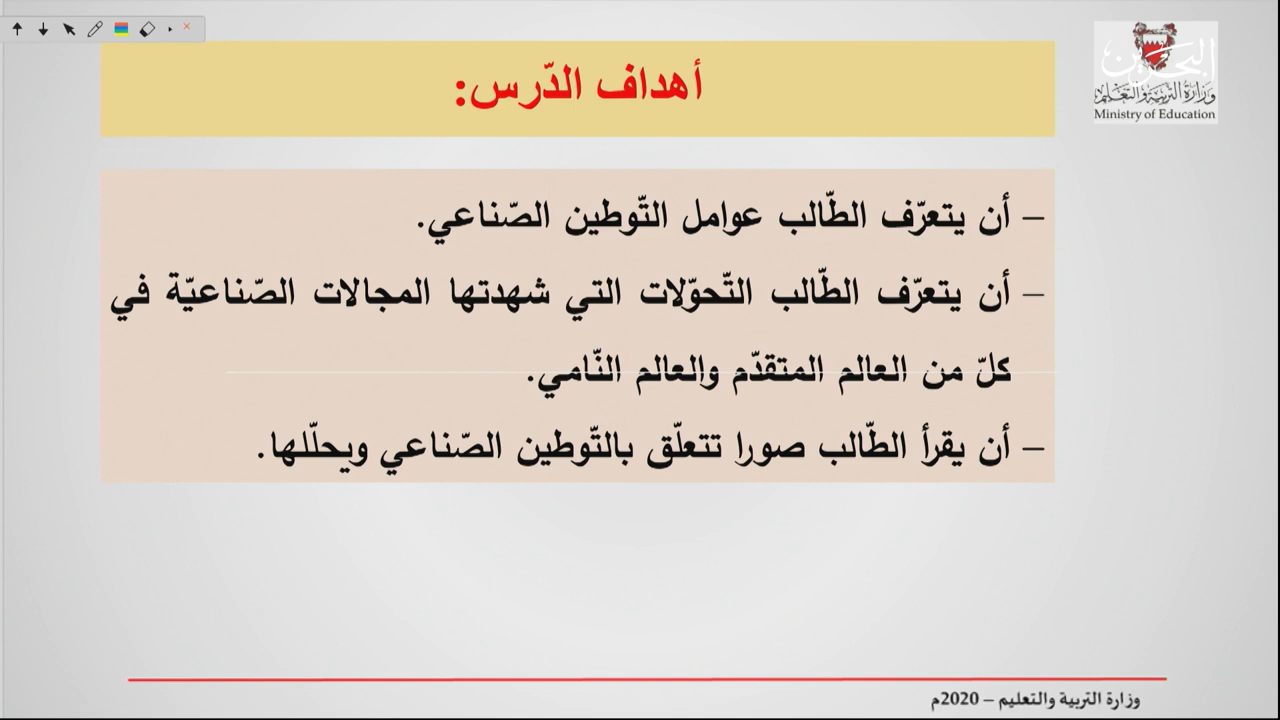 البحرين
وزارة التربية والتعليم
Ministry of Education
أهداف الدّرس:
– أن يتعرّف الطّالب عوامل التّوطين الصّناعي.
– أن يتعرّف الطّالب التّحوّلات التي شهدتها المجالات الصّناعيّة في
كلّ من العالم المتقدّم والعالم النّامي.
– أن يقرأ الطّالب صورا تتعلّق بالتّوطين الصّناعي ويحلّلها.
وزارة التربية والتعليم – 2020م